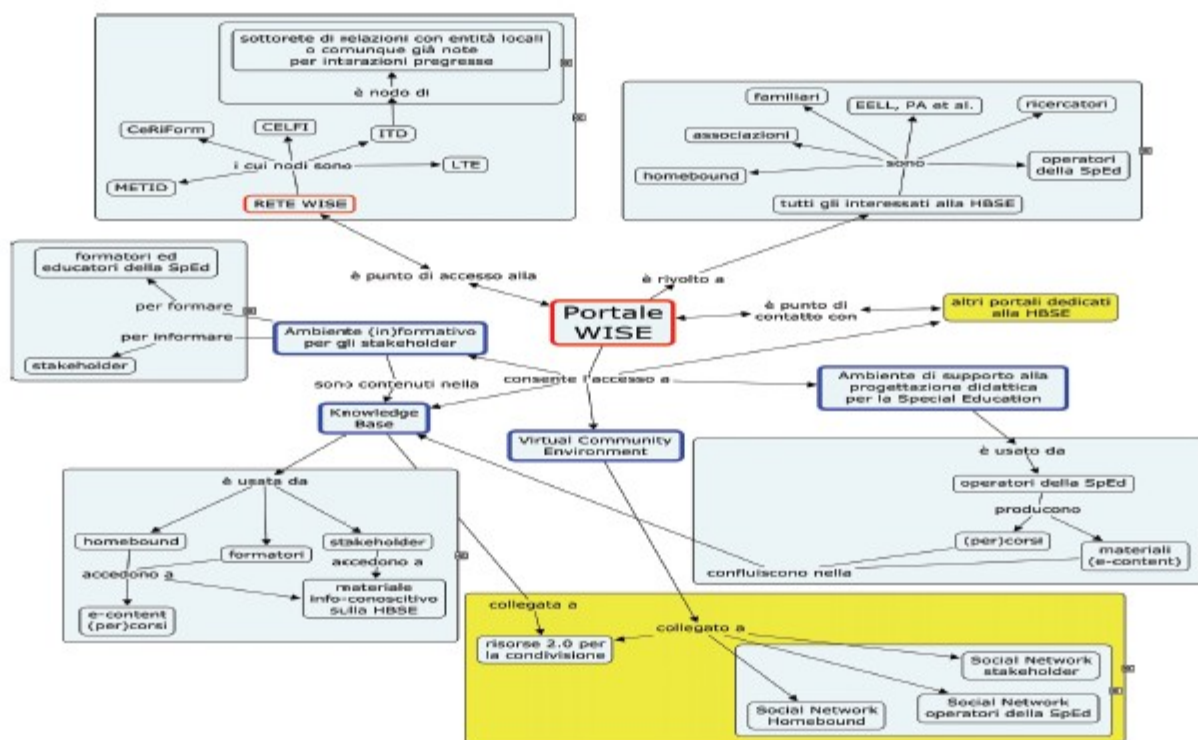 sottorete di relazioni con entità locali
o comunque già note
per interazioni pregresse
è nodo di
CeRiForm
CELFI
ITD
i cui nodi sono
LTE
METID
RETE WISE
familiari
EELL, PA et al.
ricercatori
associazioni
sono
operatori
della SpEd
homebound
tutti gli interessati alla HBSE
formatori ed
educatori della SpEd
per formare
per informare
stakeholder
è punto di accesso alla
è rivolto a
Portale
WISE
è punto di
contatto con
altri portali dedicati
alla HBSE
Ambiente (in)formativo
per gli stakeholder
sono contenuti nella
consente l'accesso a
Ambiente di supporto alla
progettazione didattica
per la Special Education
Knowledge
Base
Virtual Community
Environment
è usata da
homebound
formatori
stakeholder
accedono a
accedono a
e-content
(per)corsi
materiale
info-conoscitivo
sulla HBSE
è usato da
operatori della SpEd
producono
(per)corsi
materiali
(e-content)
confluiscono nella
collegata a
collegato a
risorse 2.0 per
la condivisione
Social Network
stakeholder
Social Network
operatori della SpEd
Social Network
Homebound